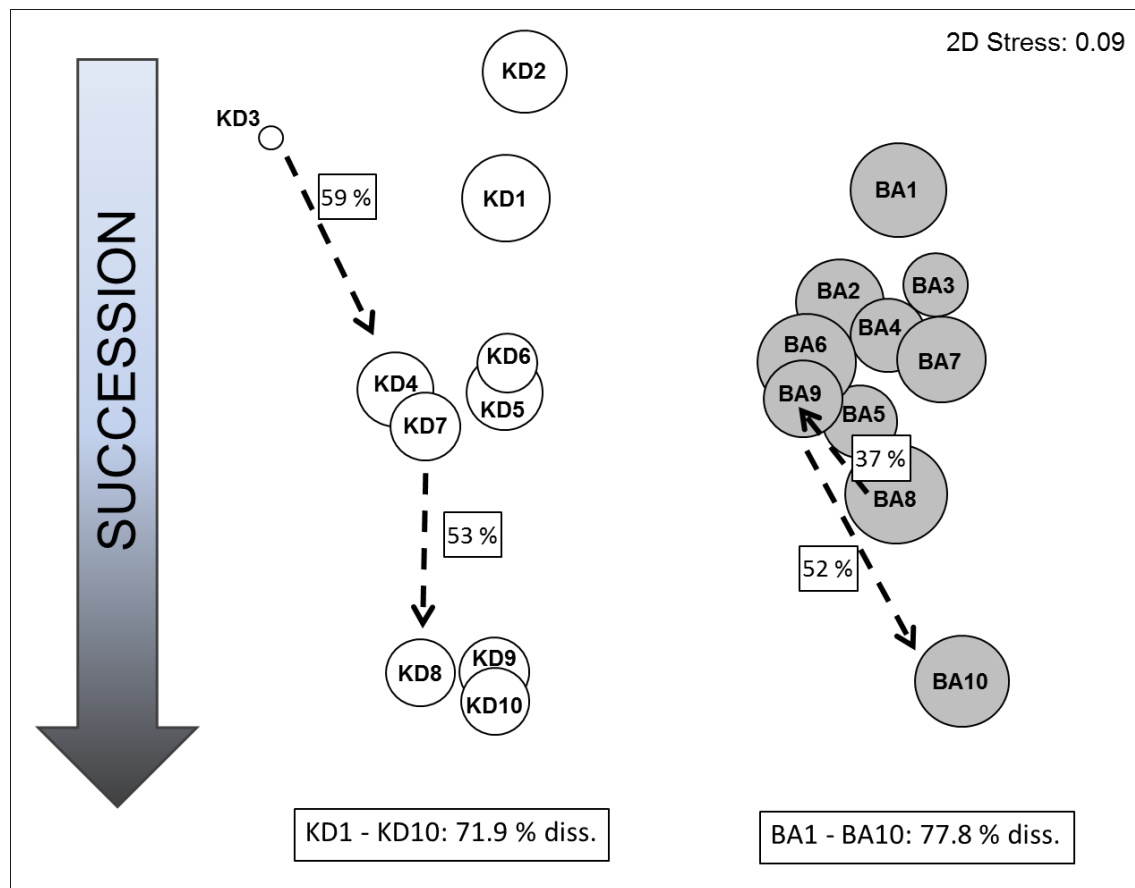 2D Stress: 0.09
SUCCESSION
KD2
KD3
59 %
KD1
KD6
KD4
KD5
KD7
53 %
KD8
KD9
KD10
KD1 - KD10: 71.9 % diss.
BA1
BA3
BA2
BA4
BA6
BA7
BA9
BA5
37 %
BA8
52 %
BA10
BA1 - BA10: 77.8 % diss.